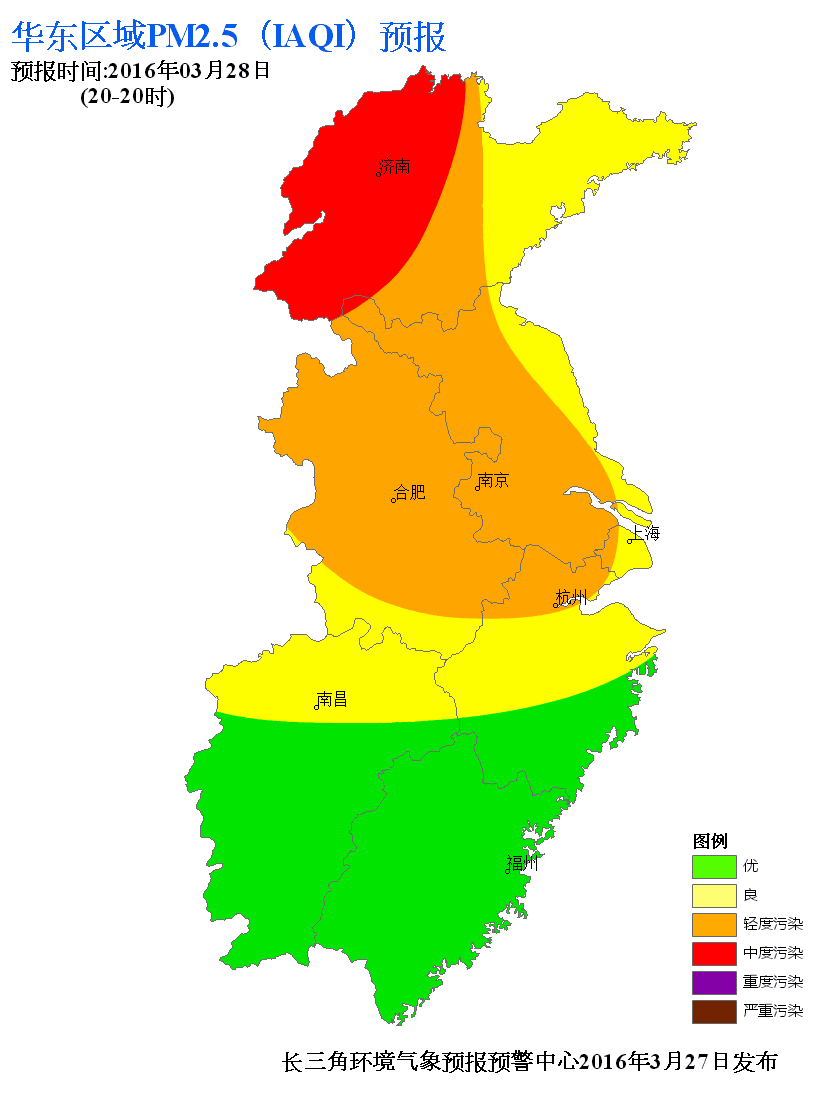 华东区域PM2.5（IAQI）预报
预报时间:2016年03月28日
(20-20时)
济南
合肥
南京
上海
杭州
南昌
福州
图例
优
良
轻度污染
中度污染
重度污染
严重污染
长三角环境气象预报预警中心2016年3月27日发布